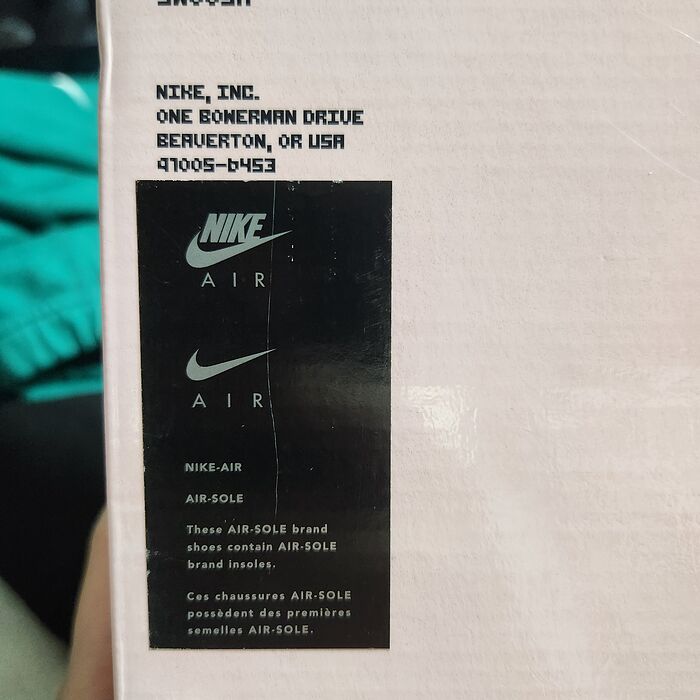 SWOOSH
NIKE, INC.
ONE BOWERMAN DRIVE
BEAVERTON, OR USA
97005-6453
NIKE
AIR
AIR
NIKE-AIR
AIR-SOLE
These AIR-SOLE brand
shoes contain AIR-SOLE
brand insoles.
Ces chaussures AIR-SOLE
possèdent des premières
semelles AIR-SOLE.